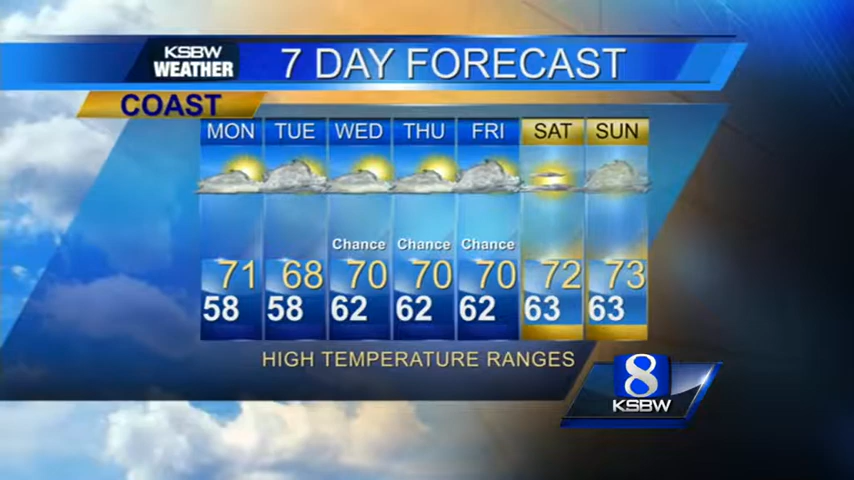 KSBW
WEATHER
7 DAY FORECAST
COAST
MON TUE WED THU FRI SAT SUN
Chance Chance Chance
71 68 70 70 70 72 73
58 58 62 62 62 63 63
HIGH TEMPERATURE RANGES
8
KSBW